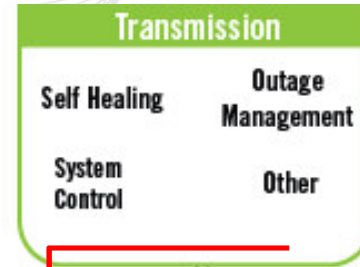 Transmission
Self Healing
Outage
Management
System
Control
Other